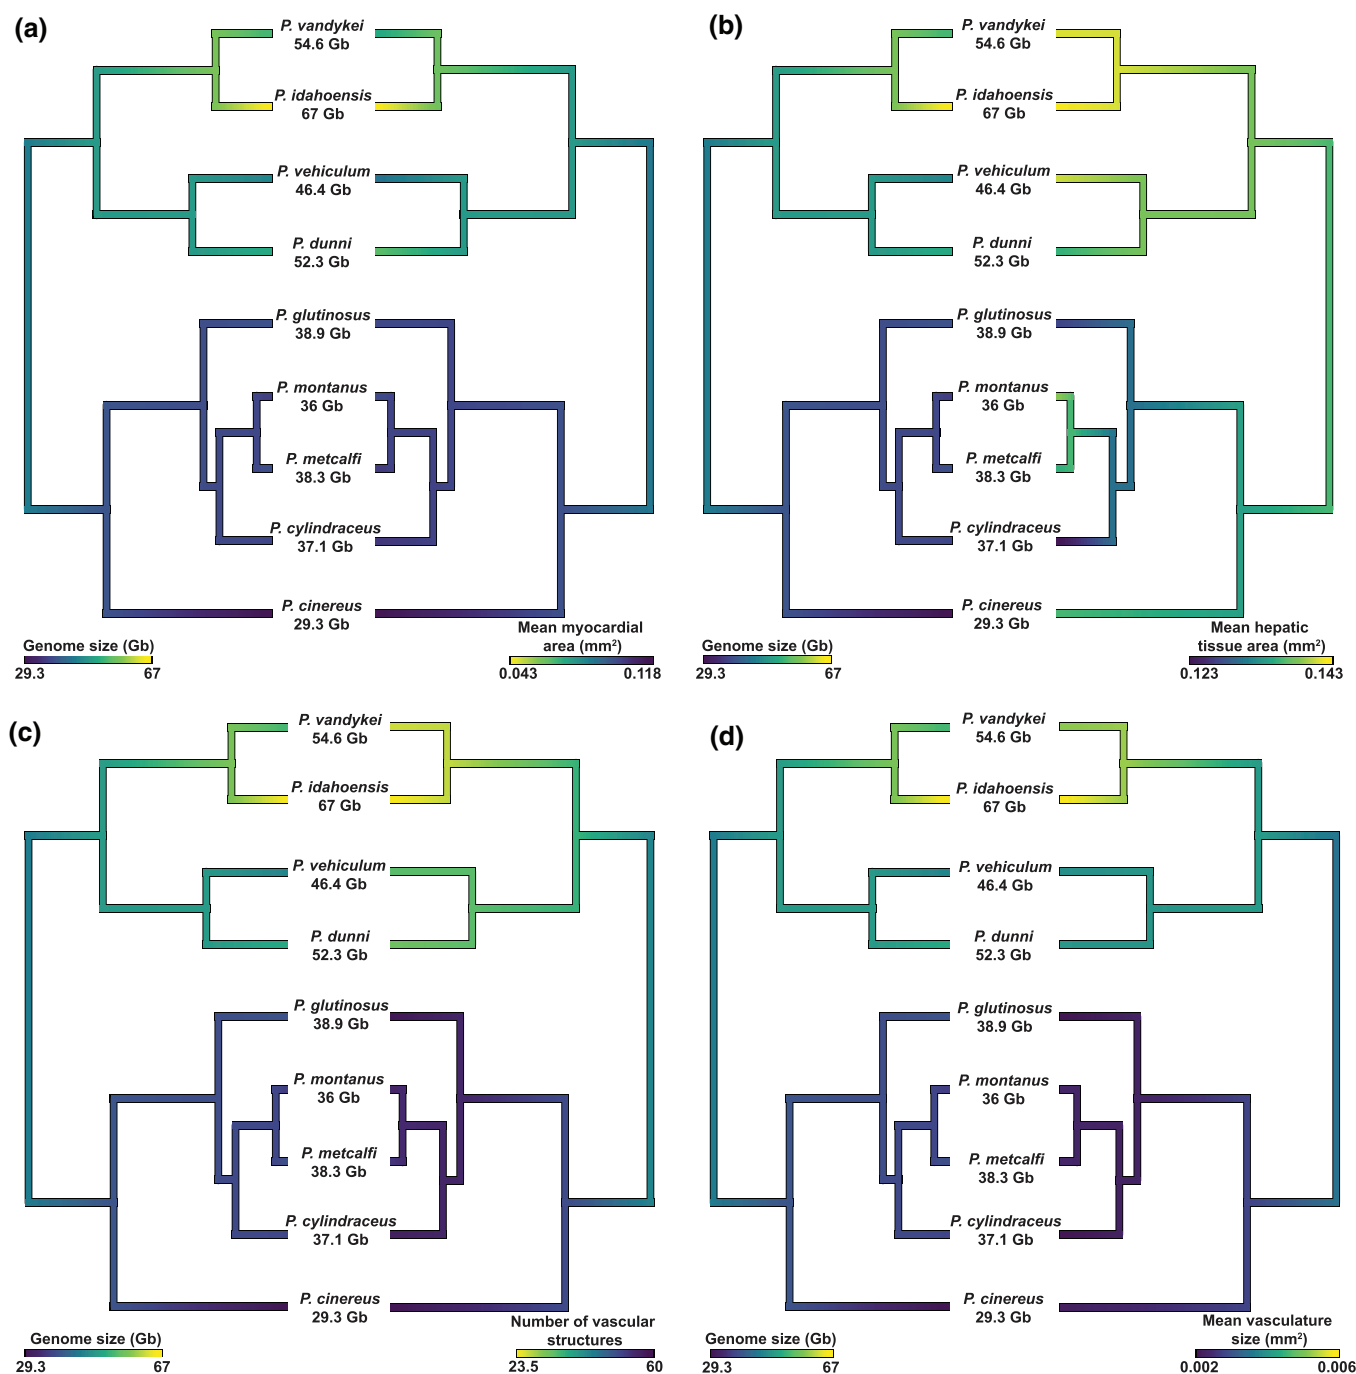 (a)
P. vandykei
54.6 Gb
P. idahoensis
67 Gb
P. vehiculum
46.4 Gb
P. dunni
52.3 Gb
P. glutinosus
38.9 Gb
P. montanus
36 Gb
P. metcalfi
38.3 Gb
P. cylindraceus
37.1 Gb
P. cinereus
29.3 Gb
Genome size (Gb)
29.3 67
Mean myocardial
area (mm²)
0.043 0.118
(b)
P. vandykei
54.6 Gb
P. idahoensis
67 Gb
P. vehiculum
46.4 Gb
P. dunni
52.3 Gb
P. glutinosus
38.9 Gb
P. montanus
36 Gb
P. metcalfi
38.3 Gb
P. cylindraceus
37.1 Gb
P. cinereus
29.3 Gb
Genome size (Gb)
29.3 67
Mean hepatic
tissue area (mm²)
0.123 0.143
(c)
P. vandykei
54.6 Gb
P. idahoensis
67 Gb
P. vehiculum
46.4 Gb
P. dunni
52.3 Gb
P. glutinosus
38.9 Gb
P. montanus
36 Gb
P. metcalfi
38.3 Gb
P. cylindraceus
37.1 Gb
P. cinereus
29.3 Gb
Genome size (Gb)
29.3 67
Number of vascular
structures
23.5 60
(d)
P. vandykei
54.6 Gb
P. idahoensis
67 Gb
P. vehiculum
46.4 Gb
P. dunni
52.3 Gb
P. glutinosus
38.9 Gb
P. montanus
36 Gb
P. metcalfi
38.3 Gb
P. cylindraceus
37.1 Gb
P. cinereus
29.3 Gb
Genome size (Gb)
29.3 67
Mean vasculature
size (mm²)
0.002 0.006